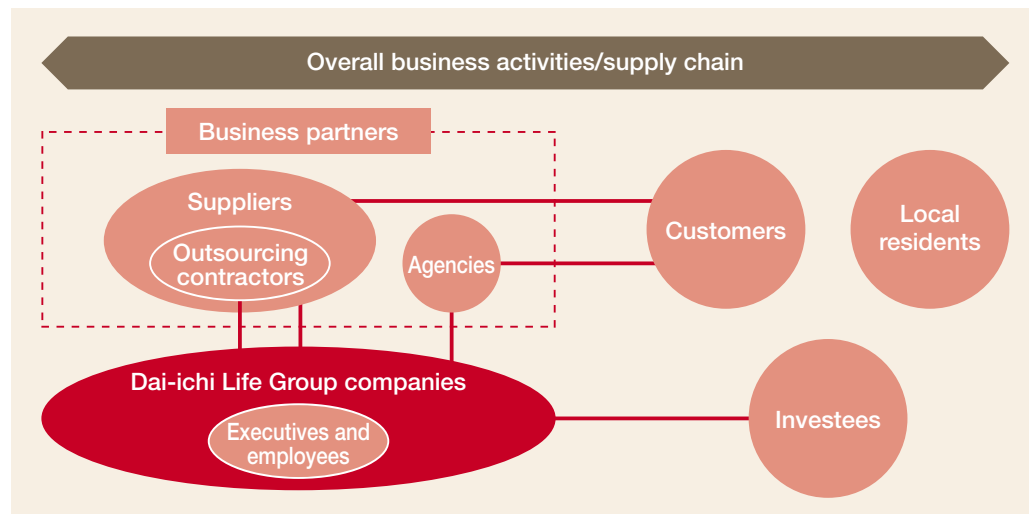 Overall business activities/supply chain
Business partners
Suppliers
Outsourcing
contractors
Agencies
Customers
Local
residents
Dai-ichi Life Group companies
Executives and
employees
Investees